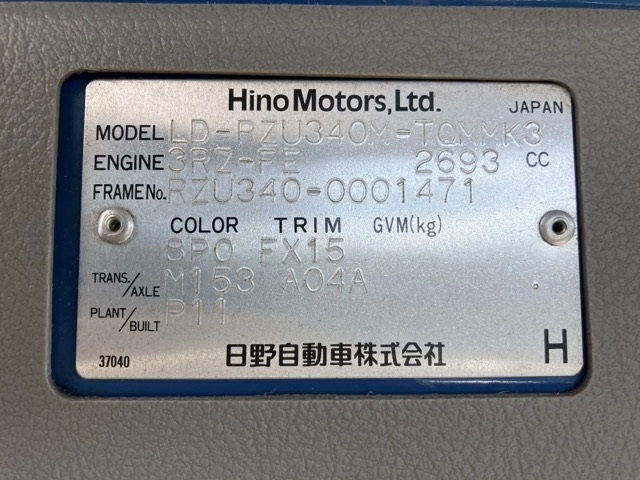 Hino Motors, Ltd. JAPAN
MODEL LD-RZU340M-TQMMK3
ENGINE 3RZ-FE 2693 CC
FRAME No. RZU340-0001471
COLOR TRIM GVM(kg)
8P0 FX15
TRANS./AXLE M153 A04A
PLANT/BUILT P11
37040 日野自動車株式会社 H